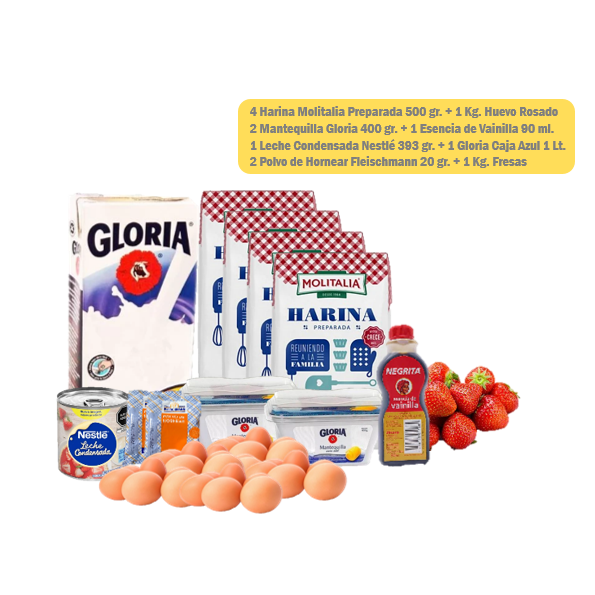 4 Harina Molitalia Preparada 500 gr. + 1 Kg. Huevo Rosado
2 Mantequilla Gloria 400 gr. + 1 Esencia de Vainilla 90 ml.
1 Leche Condensada Nestlé 393 gr. + 1 Gloria Caja Azul 1 Lt.
2 Polvo de Hornear Fleischmann 20 gr. + 1 Kg. Fresas
GLORIA
MOLITALIA
HARINA
PREPARADA
REUNIENDO
A LA
FAMILIA
CRECE
NEGRITA
vainilla
Nestlé
Leche
Condensada
GLORIA
GLORIA
Mantequilla